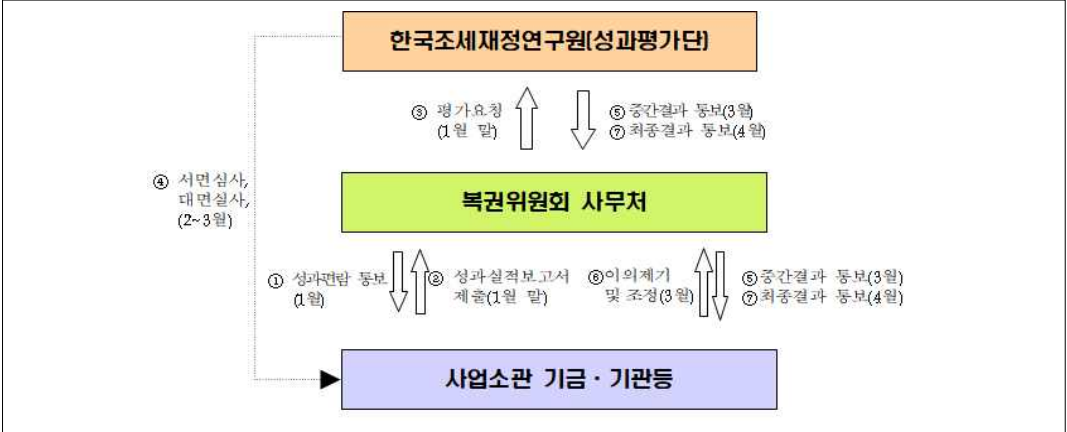 한국조세재정연구원(성과평가단)
③ 평가요청
(1월 말)
⑤중간결과 통보(3월)
⑦최종결과 통보(4월)
④ 서면심사,
대면실사,
(2~3월)
복권위원회 사무처
① 성과편람 통보
(1월)
② 성과실적보고서
제출(1월 말)
⑥이의제기
및 조정(3월)
⑤중간결과 통보(3월)
⑦최종결과 통보(4월)
사업소관 기금·기관등